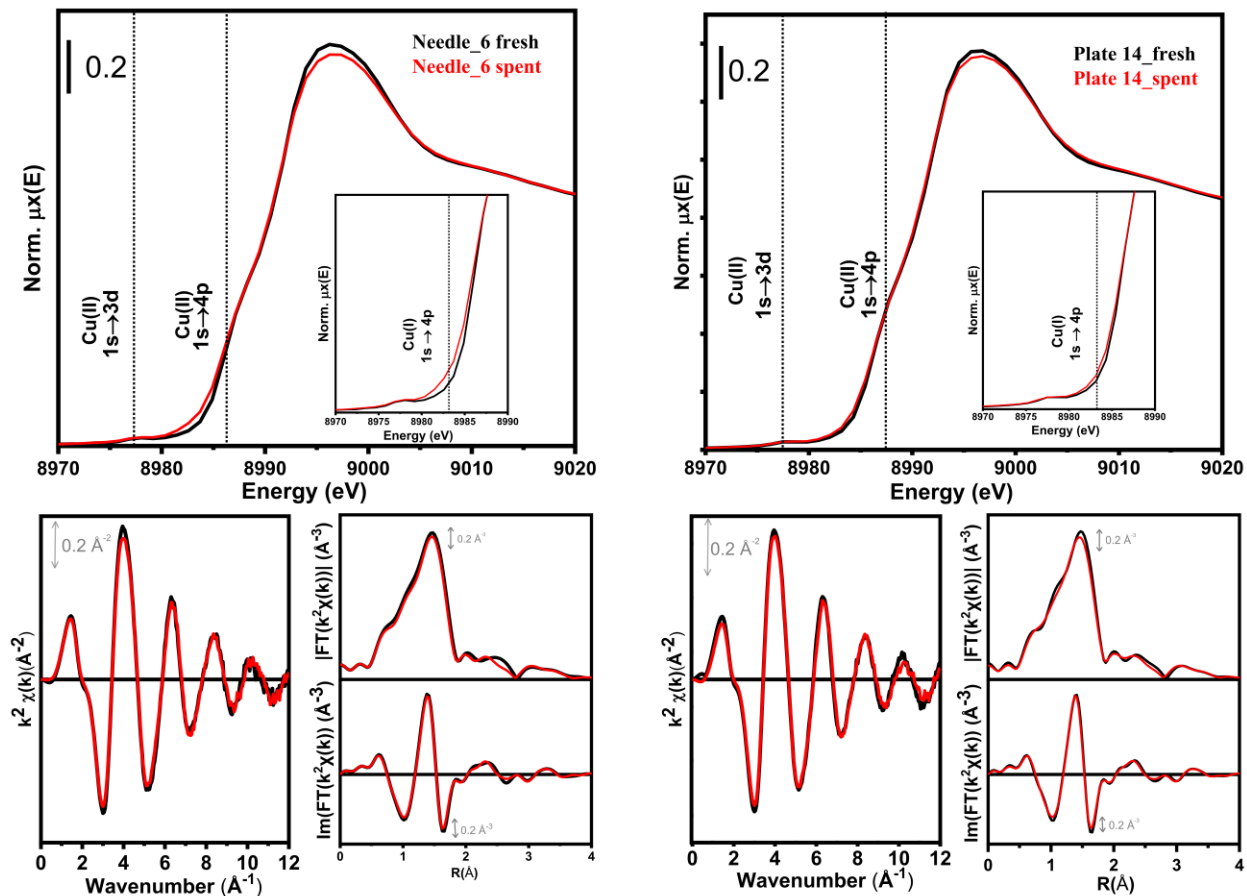 Needle_6 fresh
Needle_6 spent
0.2
Norm. μx(E)
Cu(II)
1s→3d
Cu(II)
1s→4p
Norm. μx(E)
Cu(I)
1s→ 4p
8970 8975 8980 8985 8990
Energy (eV)
8970 8980 8990 9000 9010 9020
Energy (eV)
Plate 14_fresh
Plate 14_spent
0.2
Norm. μx(E)
Cu(II)
1s→3d
Cu(II)
1s→4p
Norm. μx(E)
Cu(I)
1s→ 4p
8970 8975 8980 8985 8990
Energy (eV)
8970 8980 8990 9000 9010 9020
Energy (eV)
0.2 Å⁻²
k² χ(k)(Å⁻²)
0 2 4 6 8 10 12
Wavenumber (Å⁻¹)
|FT(k²χ(k))| (Å⁻³)
0.2 Å⁻³
Im(FT(k²χ(k)) (Å⁻³)
0.2 Å⁻³
0 1 2 3 4
R(Å)
0.2 Å⁻²
k² χ(k)(Å⁻²)
0 2 4 6 8 10 12
Wavenumber (Å⁻¹)
|FT(k²χ(k))| (Å⁻³)
0.2 Å⁻³
Im(FT(k²χ(k)) (Å⁻³)
0.2 Å⁻³
0 1 2 3 4
R(Å)